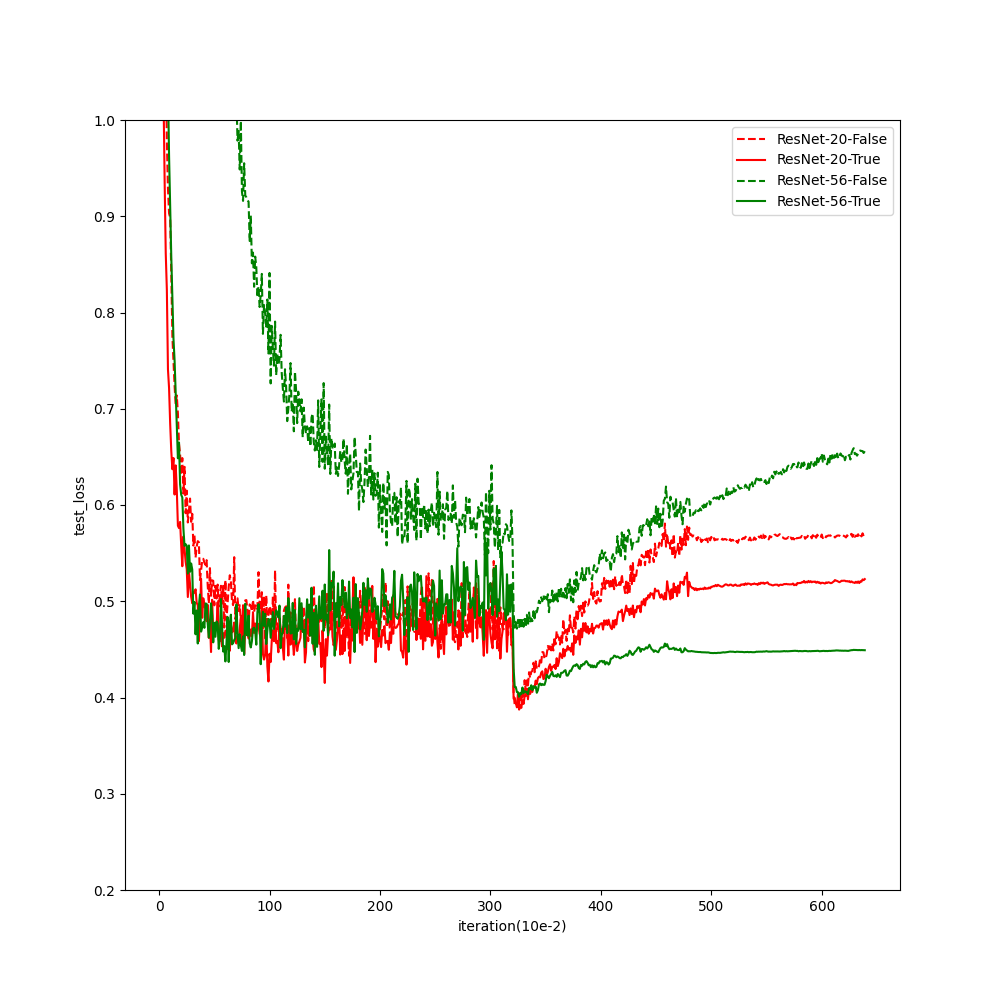 ResNet-20-False
ResNet-20-True
ResNet-56-False
ResNet-56-True
1.0
0.9
0.8
0.7
0.6
0.5
0.4
0.3
0.2
test_loss
0 100 200 300 400 500 600
iteration(10e-2)